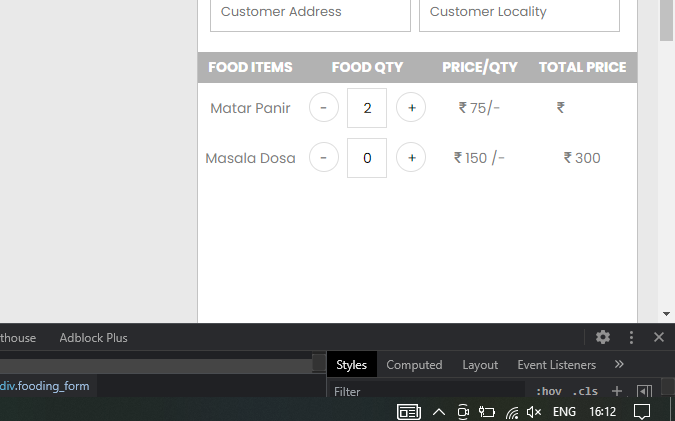 Customer Address Customer Locality
FOOD ITEMS FOOD QTY PRICE/QTY TOTAL PRICE
Matar Panir - 2 + ₹ 75/- ₹
Masala Dosa - 0 + ₹ 150 /- ₹ 300
thouse Adblock Plus
Styles Computed Layout Event Listeners »
div.fooding_form
Filter :hov .cls +
ENG 16:12